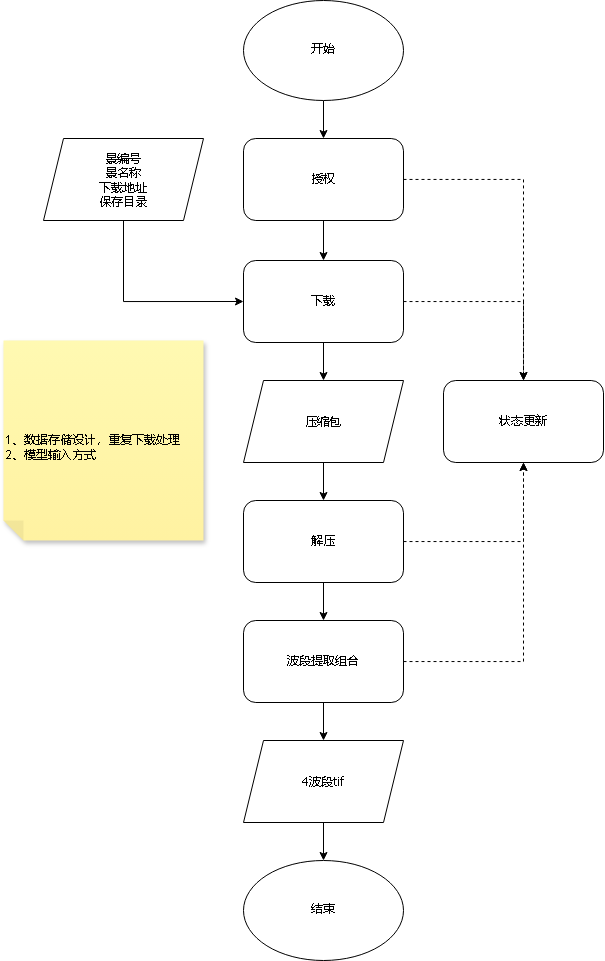 开始
景编号
景名称
下载地址
保存目录
授权
下载
压缩包
状态更新
1、数据存储设计，重复下载处理
2、模型输入方式
解压
波段提取组合
4波段tif
结束